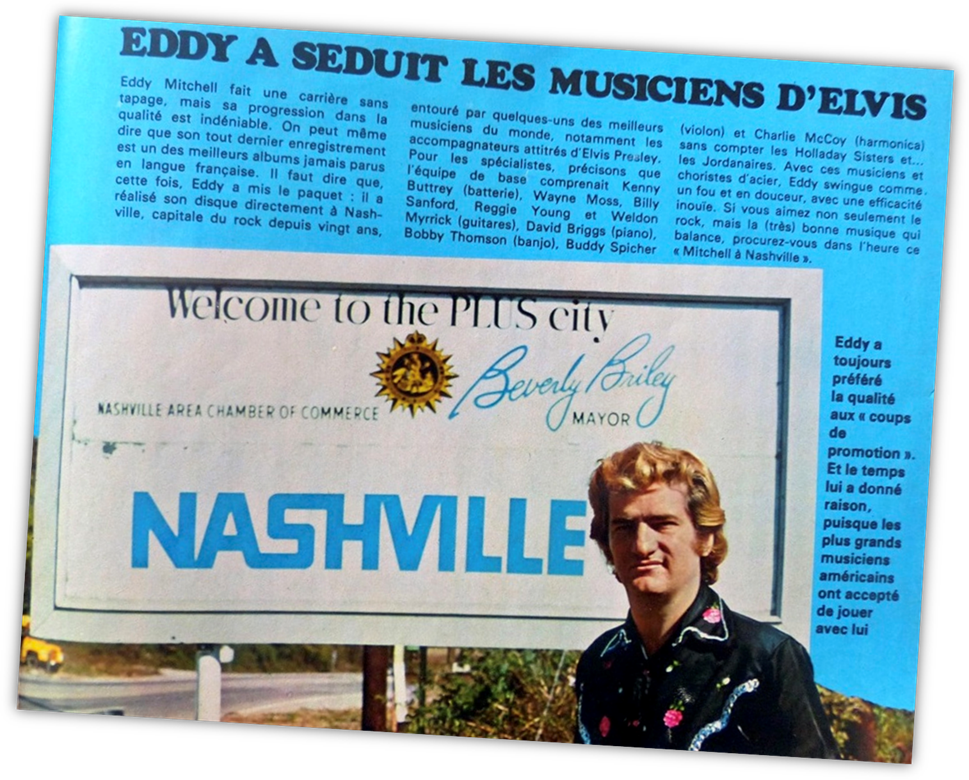 EDDY A SEDUIT LES MUSICIENS D'ELVIS
Eddy Mitchell fait une carrière sans
tapage, mais sa progression dans la
qualité est indéniable. On peut même
dire que son tout dernier enregistrement
est un des meilleurs albums jamais parus
en langue française. Il faut dire que,
cette fois, Eddy a mis le paquet : il a
réalisé son disque directement à Nash-
ville, capitale du rock depuis vingt ans,
entouré par quelques-uns des meilleurs
musiciens du monde, notamment les
accompagnateurs attitrés d'Elvis Presley.
Pour les spécialistes, précisons que
l'équipe de base comprenait Kenny
Buttrey (batterie), Wayne Moss, Billy
Sanford, Reggie Young et Weldon
Myrrick (guitares), David Briggs (piano),
Bobby Thomson (banjo), Buddy Spicher
(violon) et Charlie McCoy (harmonica)
sans compter les Holladay Sisters et...
les Jordanaires. Avec ces musiciens et
choristes d'acier, Eddy swingue comme
un fou et en douceur, avec une efficacité
inouïe. Si vous aimez non seulement le
rock, mais la (très) bonne musique qui
balance, procurez-vous dans l'heure ce
« Mitchell à Nashville ».
Welcome to the PLUS city
Beverly Briley
NASHVILLE AREA CHAMBER OF COMMERCE
MAYOR
NASHVILLE
Eddy a
toujours
préféré
la qualité
aux « coups
de
promotion ».
Et le temps
lui a donné
raison,
puisque les
plus grands
musiciens
américains
ont accepté
de jouer
avec lui